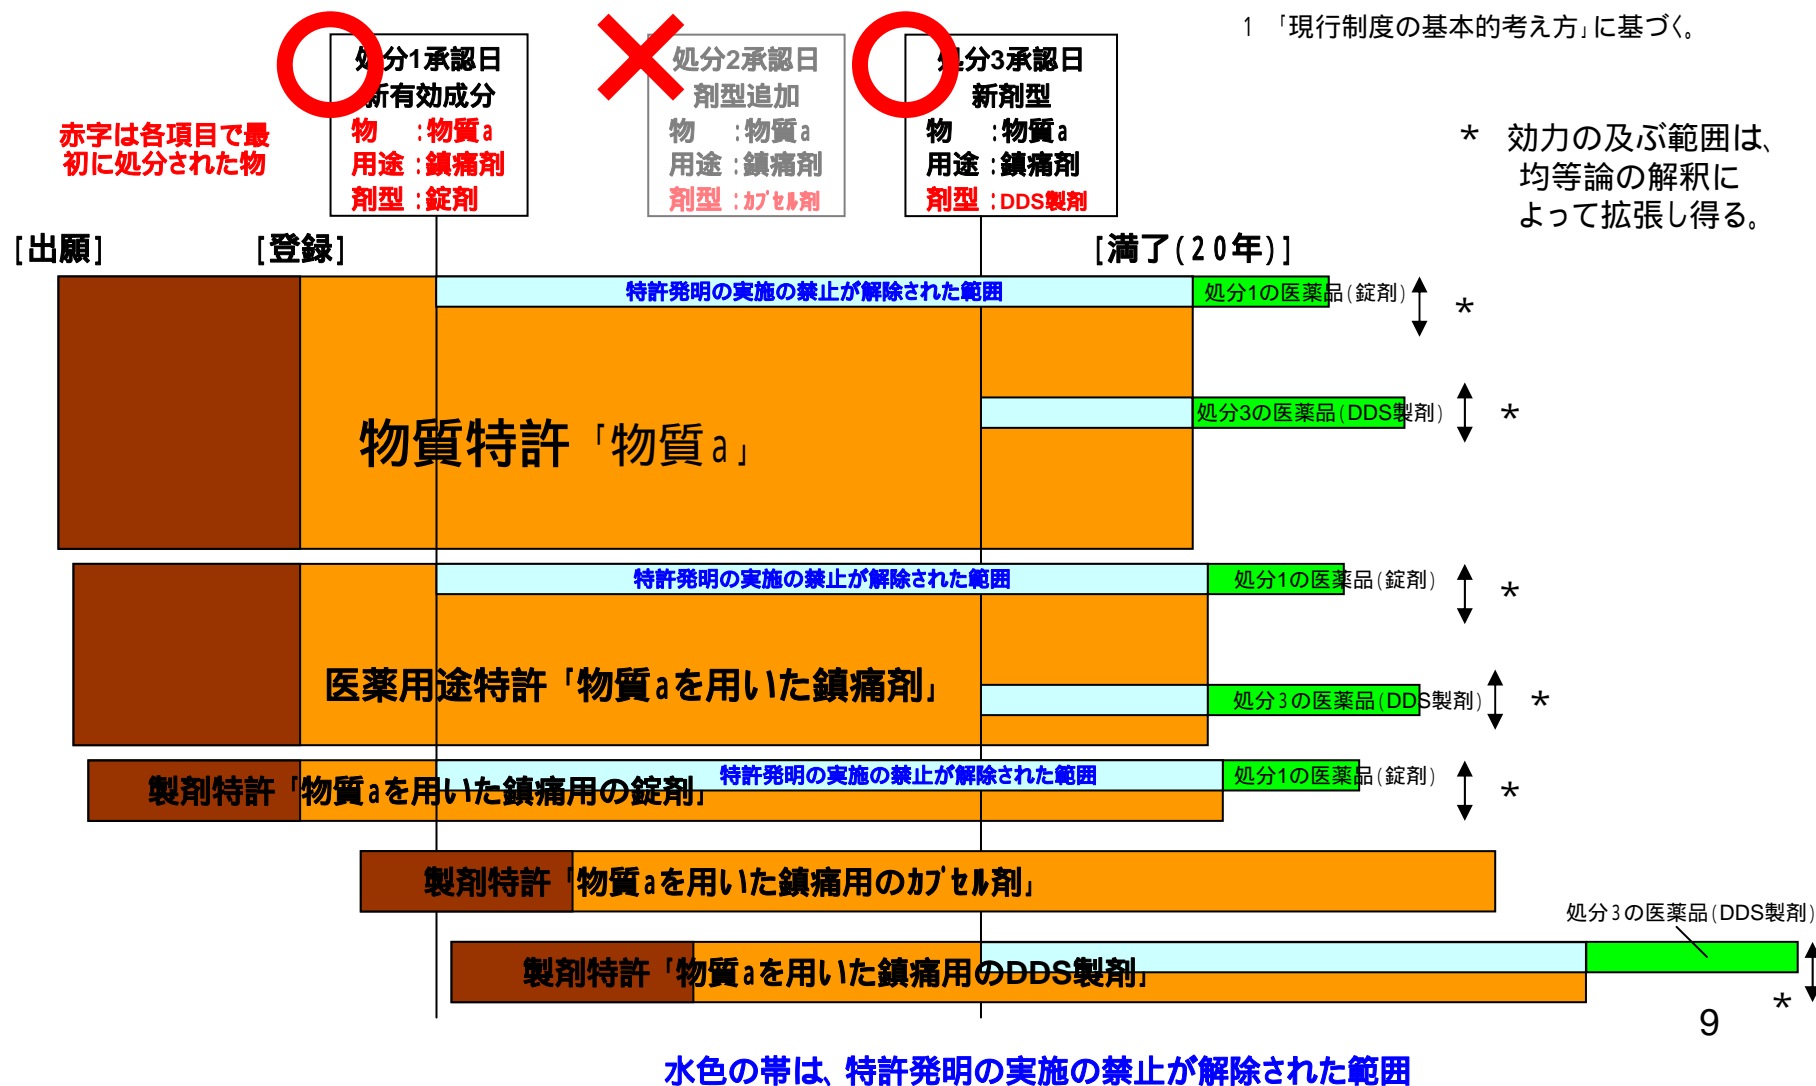 1 「現行制度の基本的考え方」に基づく。
処分1承認日
新有効成分
物　:物質a
用途:鎮痛剤
剤型:錠剤
処分2承認日
剤型追加
物　:物質a
用途:鎮痛剤
剤型:ｶﾌﾟｾﾙ剤
処分3承認日
新剤型
物　:物質a
用途:鎮痛剤
剤型:DDS製剤
赤字は各項目で最
初に処分された物
* 効力の及ぶ範囲は、
均等論の解釈に
よって拡張し得る。
[出願]
[登録]
[満了(20年)]
特許発明の実施の禁止が解除された範囲
処分1の医薬品(錠剤)
*
処分3の医薬品(DDS製剤)
*
物質特許「物質a」
特許発明の実施の禁止が解除された範囲
処分1の医薬品(錠剤)
*
医薬用途特許「物質aを用いた鎮痛剤」
処分3の医薬品(DDS製剤)
*
特許発明の実施の禁止が解除された範囲
処分1の医薬品(錠剤)
*
製剤特許「物質aを用いた鎮痛用の錠剤」
製剤特許「物質aを用いた鎮痛用のｶﾌﾟｾﾙ剤」
処分3の医薬品(DDS製剤)
製剤特許「物質aを用いた鎮痛用のDDS製剤」
*
9
水色の帯は、特許発明の実施の禁止が解除された範囲